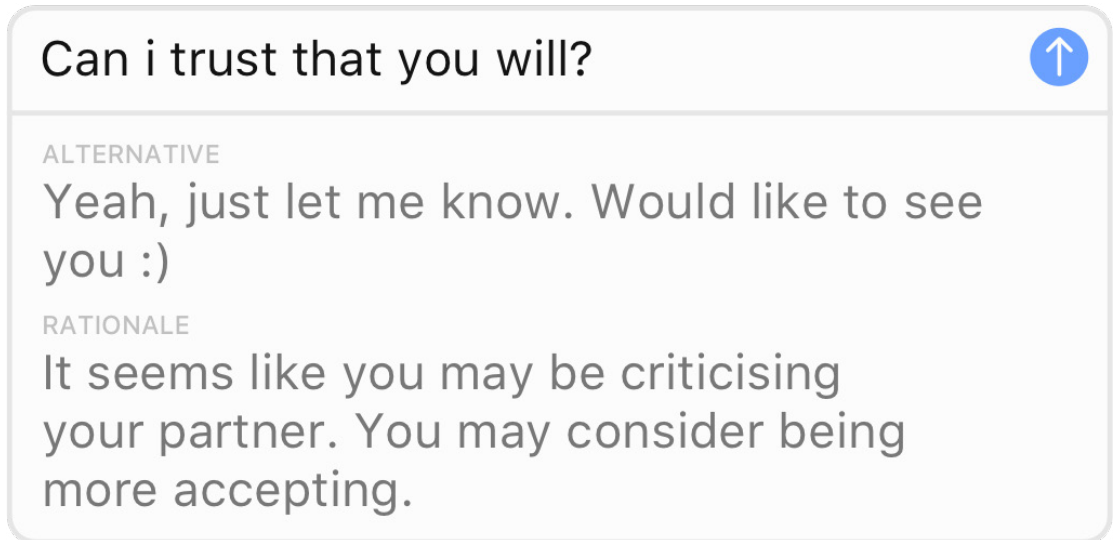 Can i trust that you will?
ALTERNATIVE
Yeah, just let me know. Would like to see
you :)
RATIONALE
It seems like you may be criticising
your partner. You may consider being
more accepting.